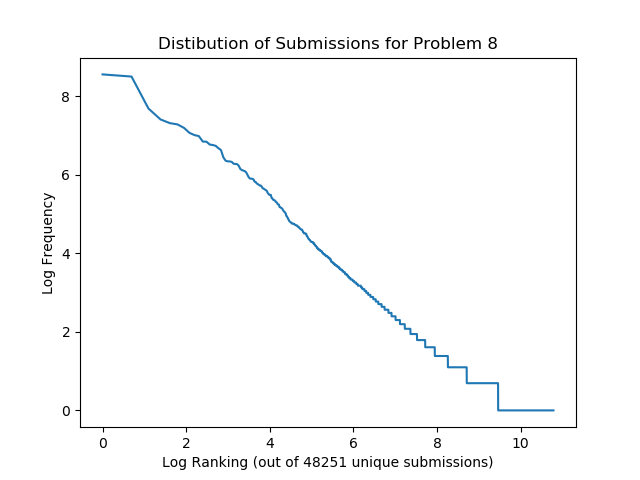 Distibution of Submissions for Problem 8
Log Frequency
8
6
4
2
0
0 2 4 6 8 10
Log Ranking (out of 48251 unique submissions)